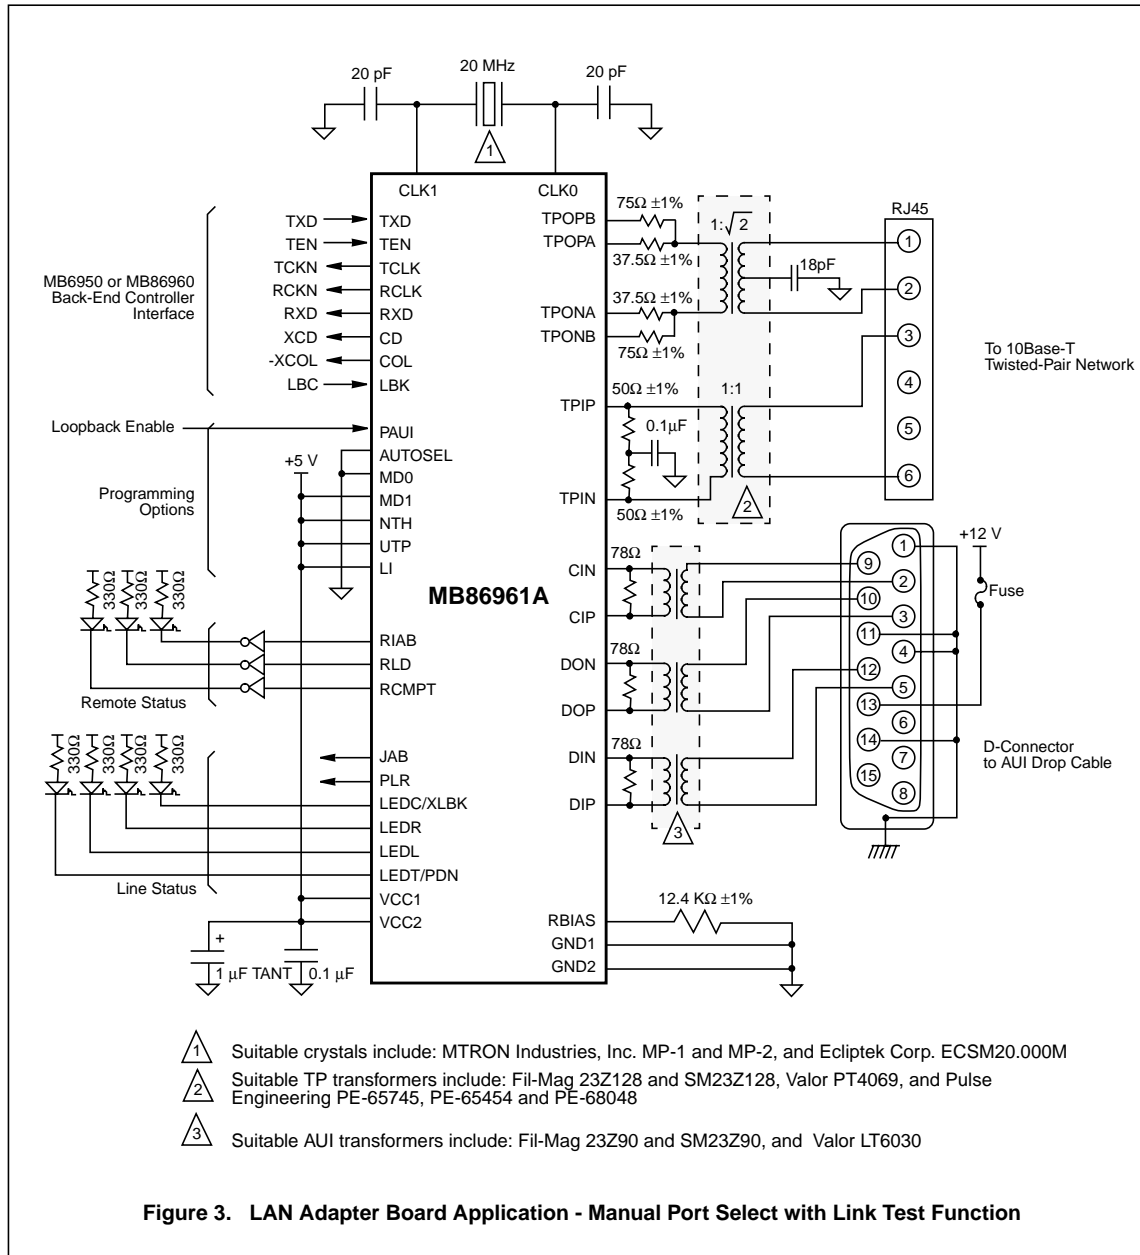 20 pF
20 MHz
20 pF
1
CLK1
CLK0
MB6950 or MB86960
Back-End Controller
Interface
TXD
TEN
TCKN
RCKN
RXD
XCD
-XCOL
LBC
TXD
TEN
TCLK
RCLK
RXD
CD
COL
LBK
Loopback Enable
PAUI
AUTOSEL
MD0
MD1
NTH
UTP
LI
+5 V
Programming
Options
330Ω
330Ω
330Ω
RIAB
RLD
RCMPT
Remote Status
330Ω
330Ω
330Ω
330Ω
JAB
PLR
LEDC/XLBK
LEDR
LEDL
LEDT/PDN
Line Status
VCC1
VCC2
+
1 μF TANT
0.1 μF
MB86961A
TPOPB
TPOPA
TPONA
TPONB
TPIP
TPIN
CIN
CIP
DON
DOP
DIN
DIP
RBIAS
GND1
GND2
75Ω ±1%
37.5Ω ±1%
37.5Ω ±1%
75Ω ±1%
50Ω ±1%
0.1μF
50Ω ±1%
1:√2
18pF
1:1
2
78Ω
78Ω
78Ω
3
12.4 KΩ ±1%
RJ45
1
2
3
4
5
6
To 10Base-T
Twisted-Pair Network
1
9
2
10
3
11
4
12
5
13
6
14
7
15
8
+12 V
Fuse
D-Connector
to AUI Drop Cable
1 Suitable crystals include: MTRON Industries, Inc. MP-1 and MP-2, and Ecliptek Corp. ECSM20.000M
2 Suitable TP transformers include: Fil-Mag 23Z128 and SM23Z128, Valor PT4069, and Pulse
Engineering PE-65745, PE-65454 and PE-68048
3 Suitable AUI transformers include: Fil-Mag 23Z90 and SM23Z90, and Valor LT6030
Figure 3. LAN Adapter Board Application - Manual Port Select with Link Test Function